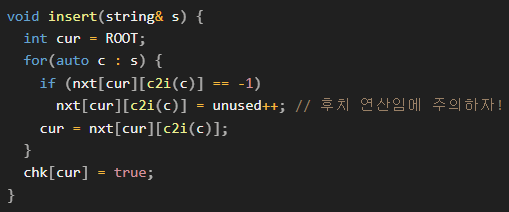 void insert(string& s) {
  int cur = ROOT;
  for(auto c : s) {
    if (nxt[cur][c2i(c)] == -1)
      nxt[cur][c2i(c)] = unused++; // 후치 연산임에 주의하자!
    cur = nxt[cur][c2i(c)];
  }
  chk[cur] = true;
}